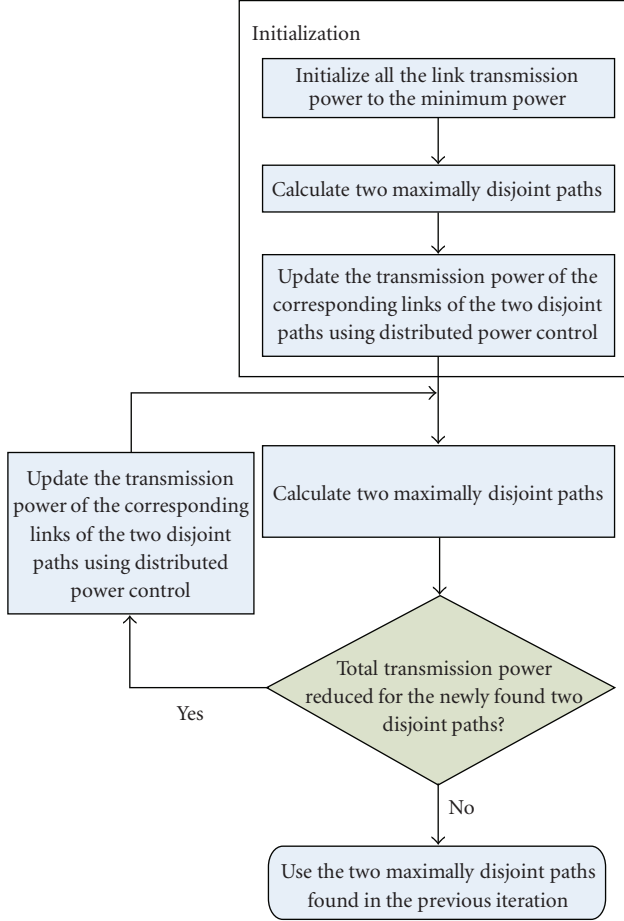 Initialization
Initialize all the link transmission
power to the minimum power
Calculate two maximally disjoint paths
Update the transmission power of the
corresponding links of the two disjoint
paths using distributed power control
Update the transmission
power of the corresponding
links of the two disjoint
paths using distributed
power control
Calculate two maximally disjoint paths
Total transmission power
reduced for the newly found two
disjoint paths?
Yes
No
Use the two maximally disjoint paths
found in the previous iteration